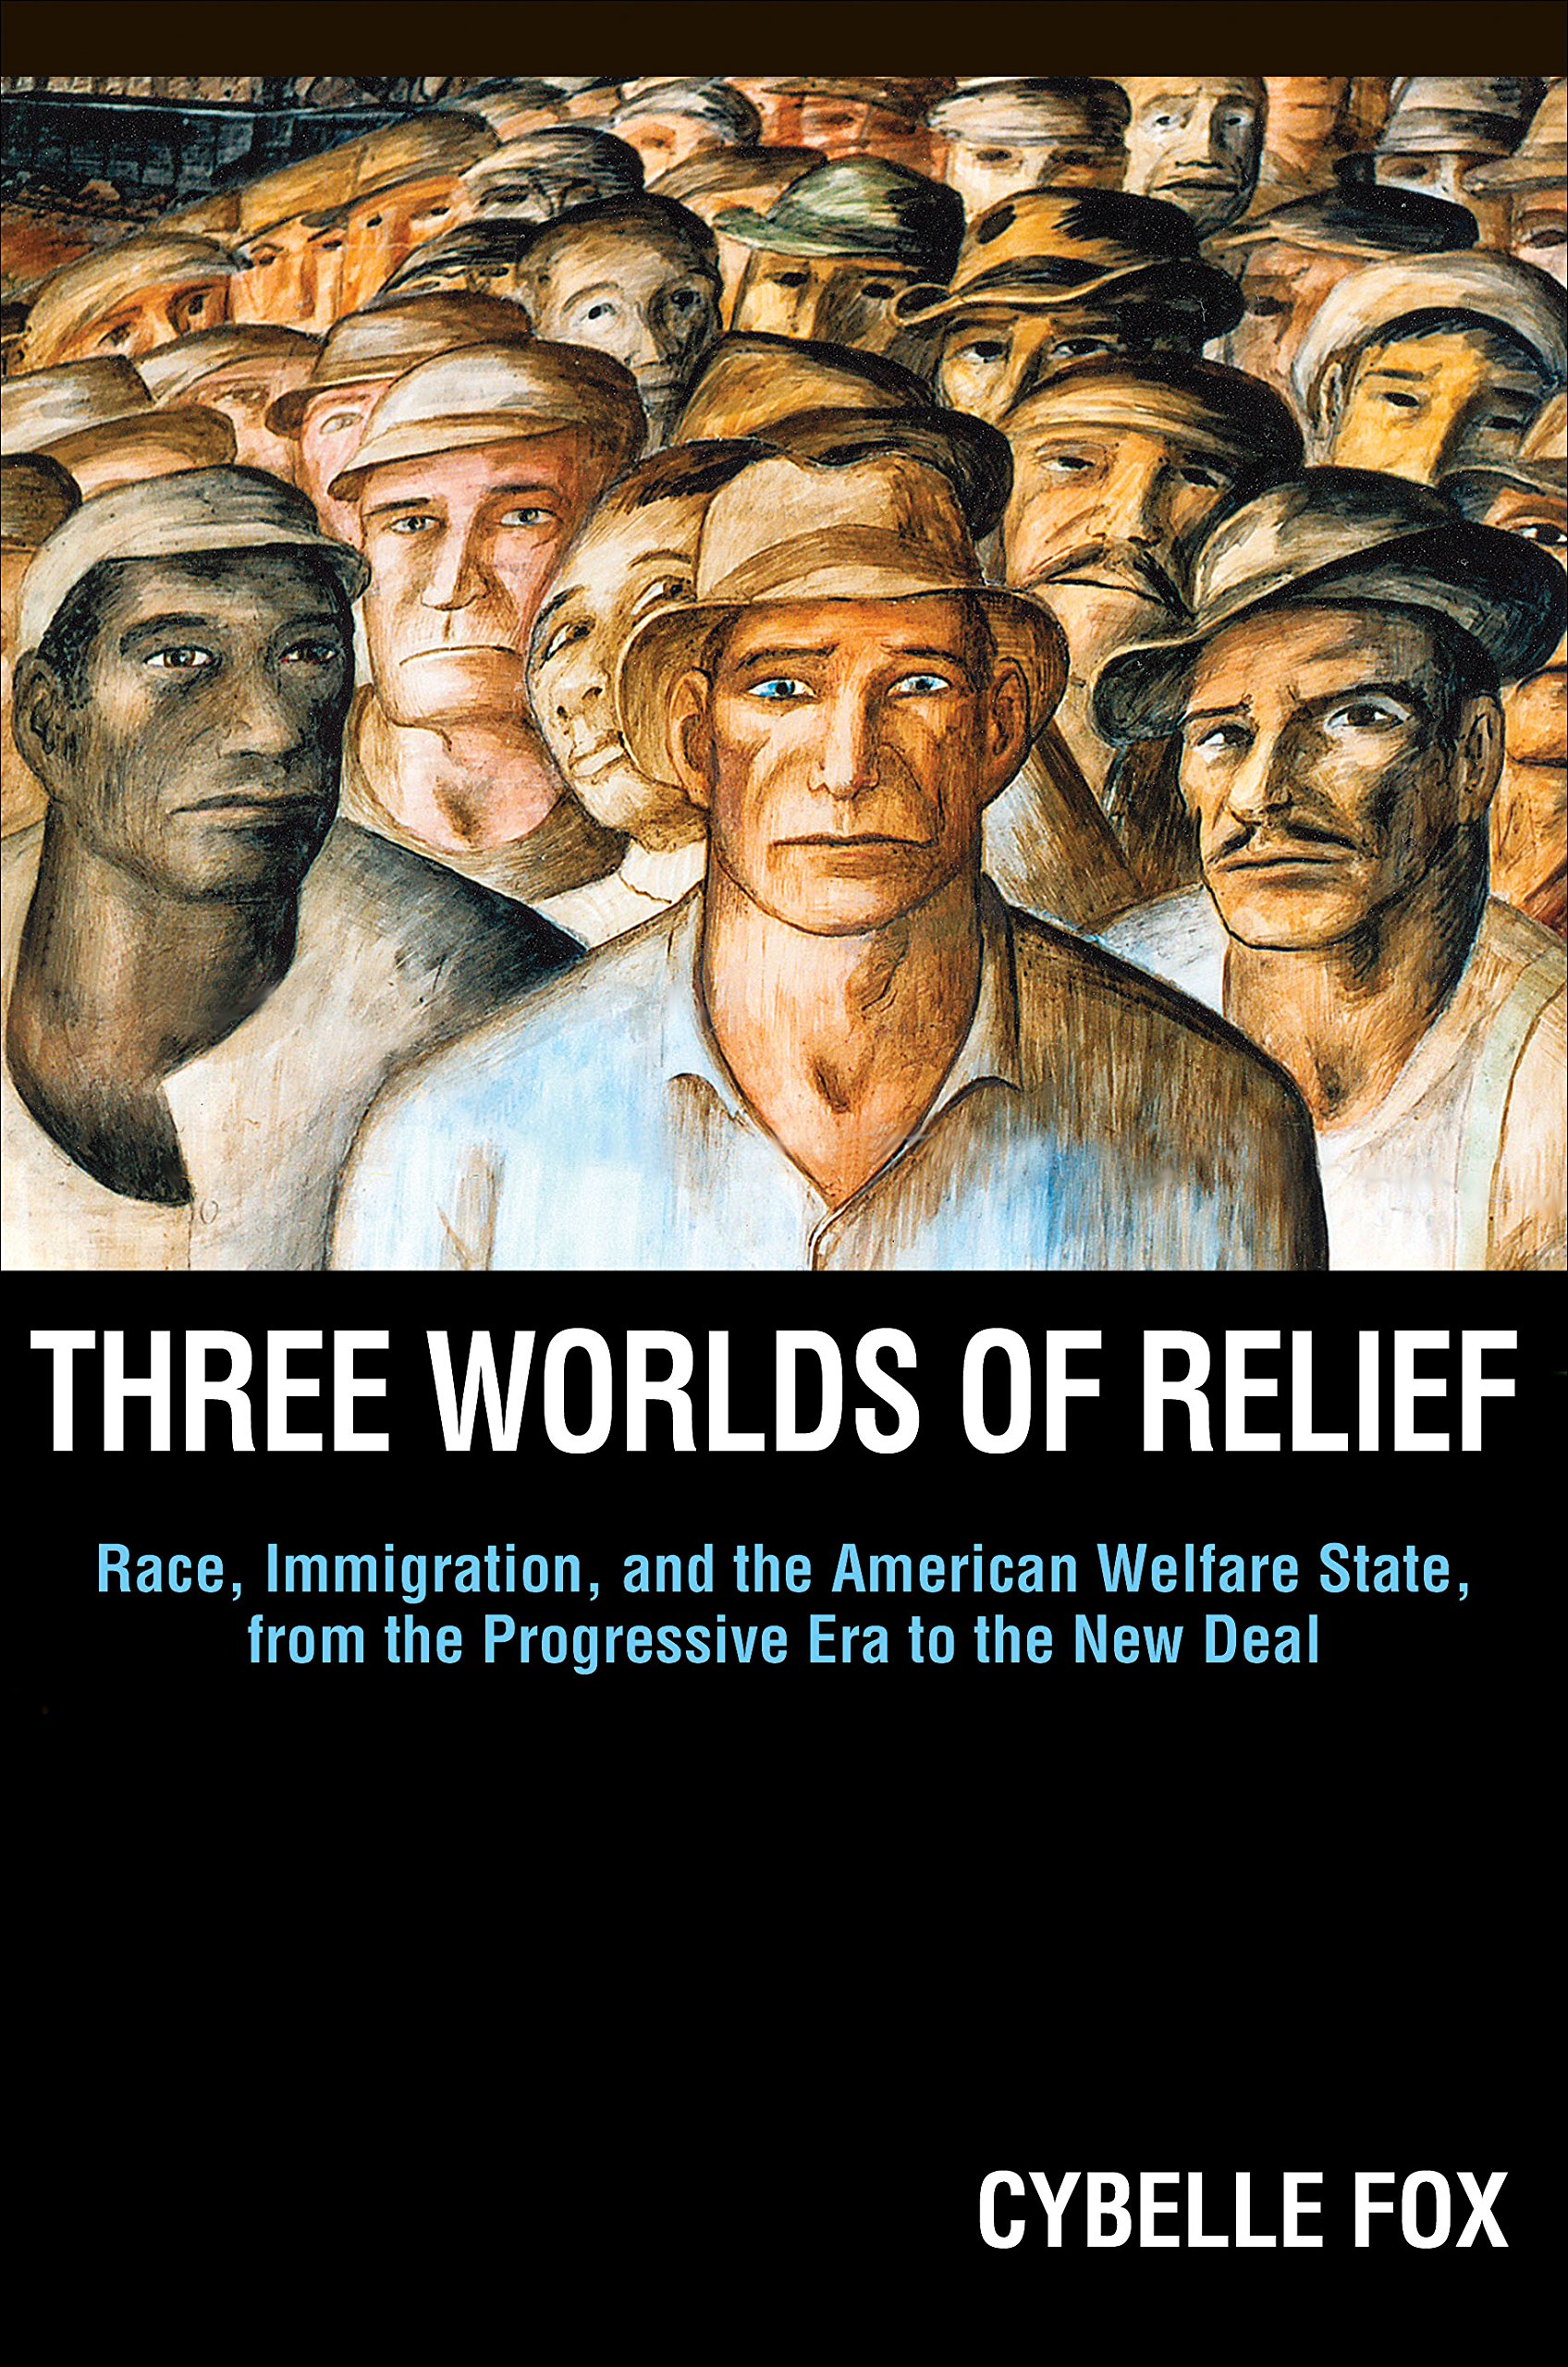 THREE WORLDS OF RELIEF
Race, Immigration, and the American Welfare State,
from the Progressive Era to the New Deal
CYBELLE FOX